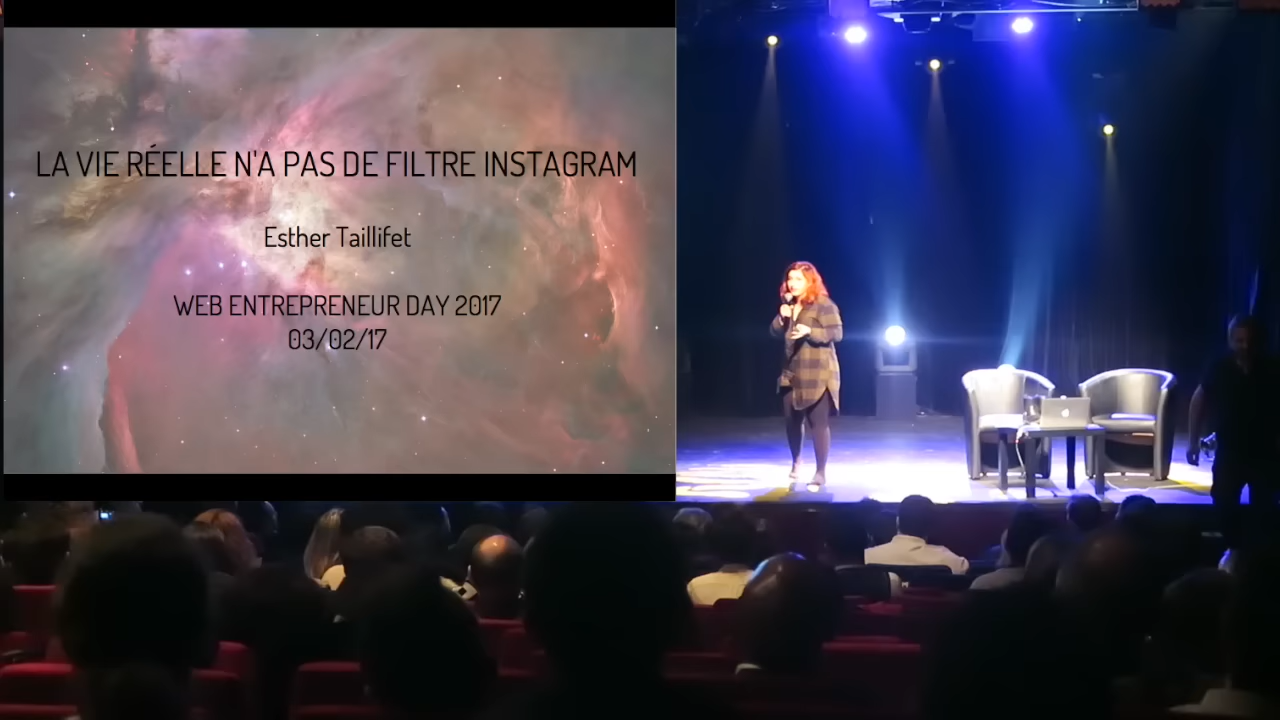 LA VIE RÉELLE N'A PAS DE FILTRE INSTAGRAM
Esther Taillifet
WEB ENTREPRENEUR DAY 2017
03/02/17